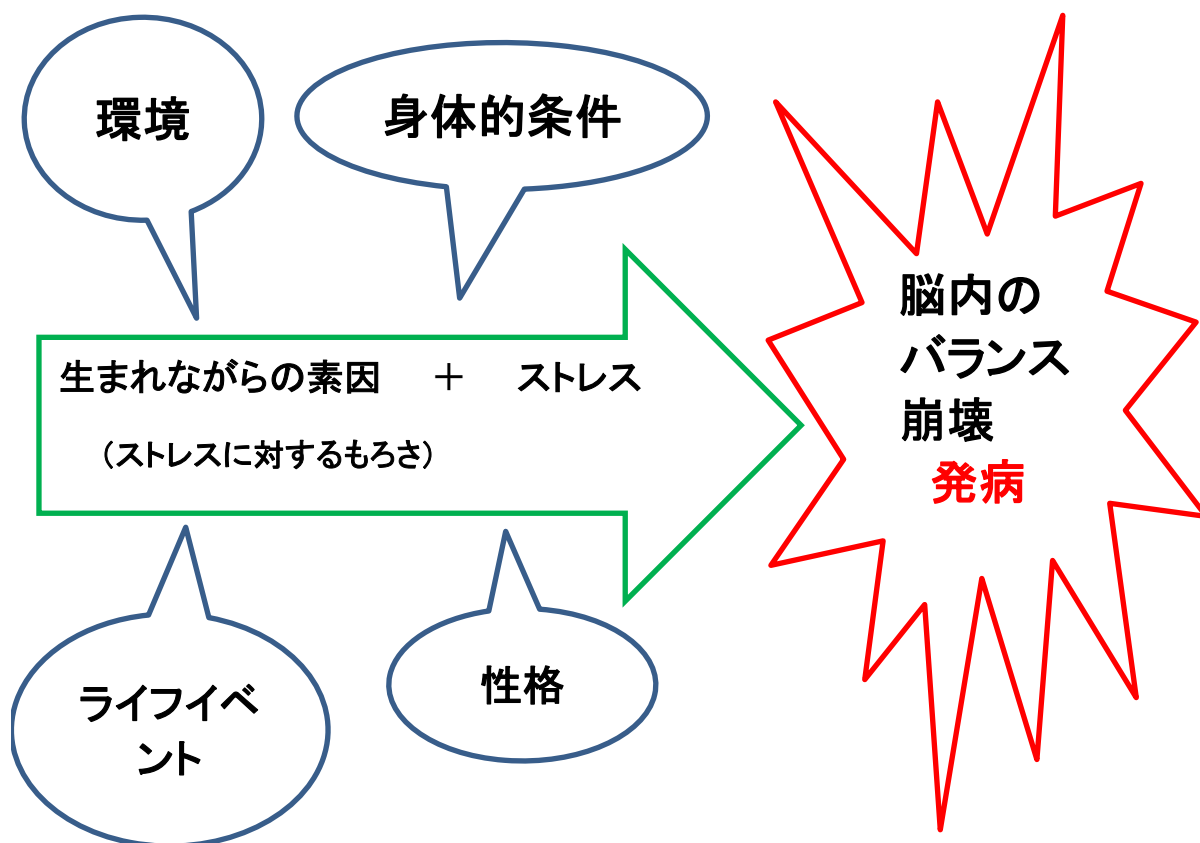 環境
身体的条件
生まれながらの素因　＋　ストレス
（ストレスに対するもろさ）
脳内の
バランス
崩壊
発病
ライフイベ
ント
性格